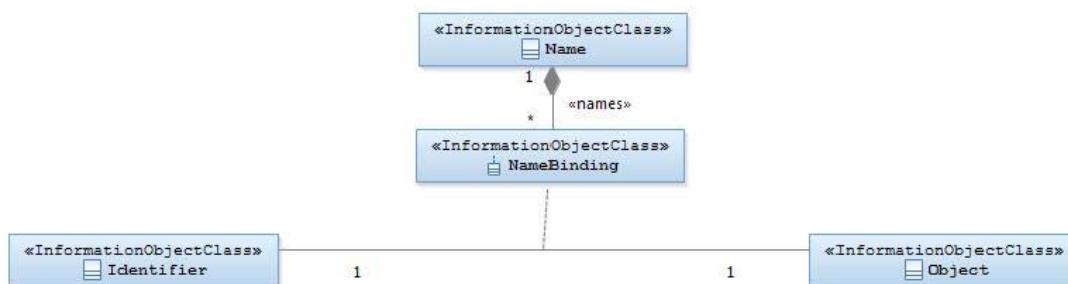 «InformationObjectClass»
Name
1
«names»
*
«InformationObjectClass»
NameBinding
«InformationObjectClass»
Identifier
1
1
«InformationObjectClass»
Object